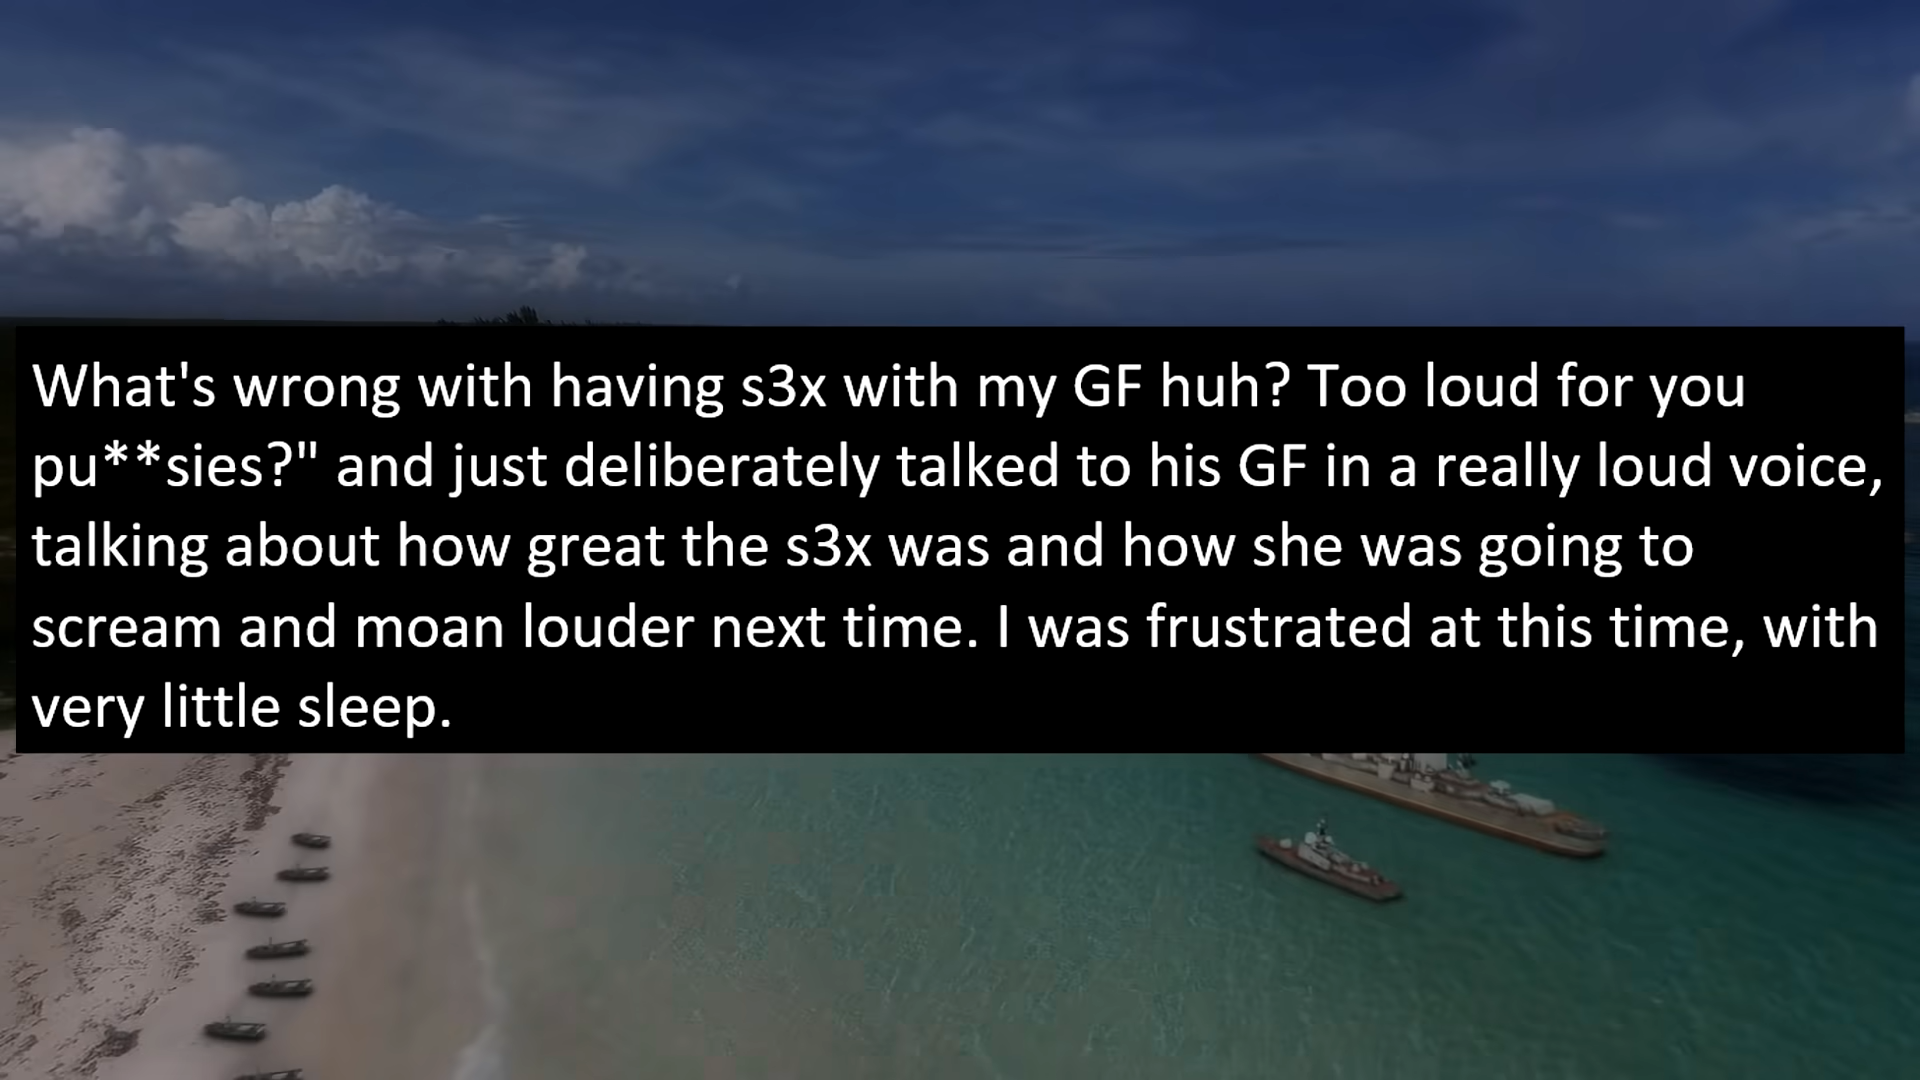 What's wrong with having s3x with my GF huh? Too loud for you
pu**sies?" and just deliberately talked to his GF in a really loud voice,
talking about how great the s3x was and how she was going to
scream and moan louder next time. I was frustrated at this time, with
very little sleep.